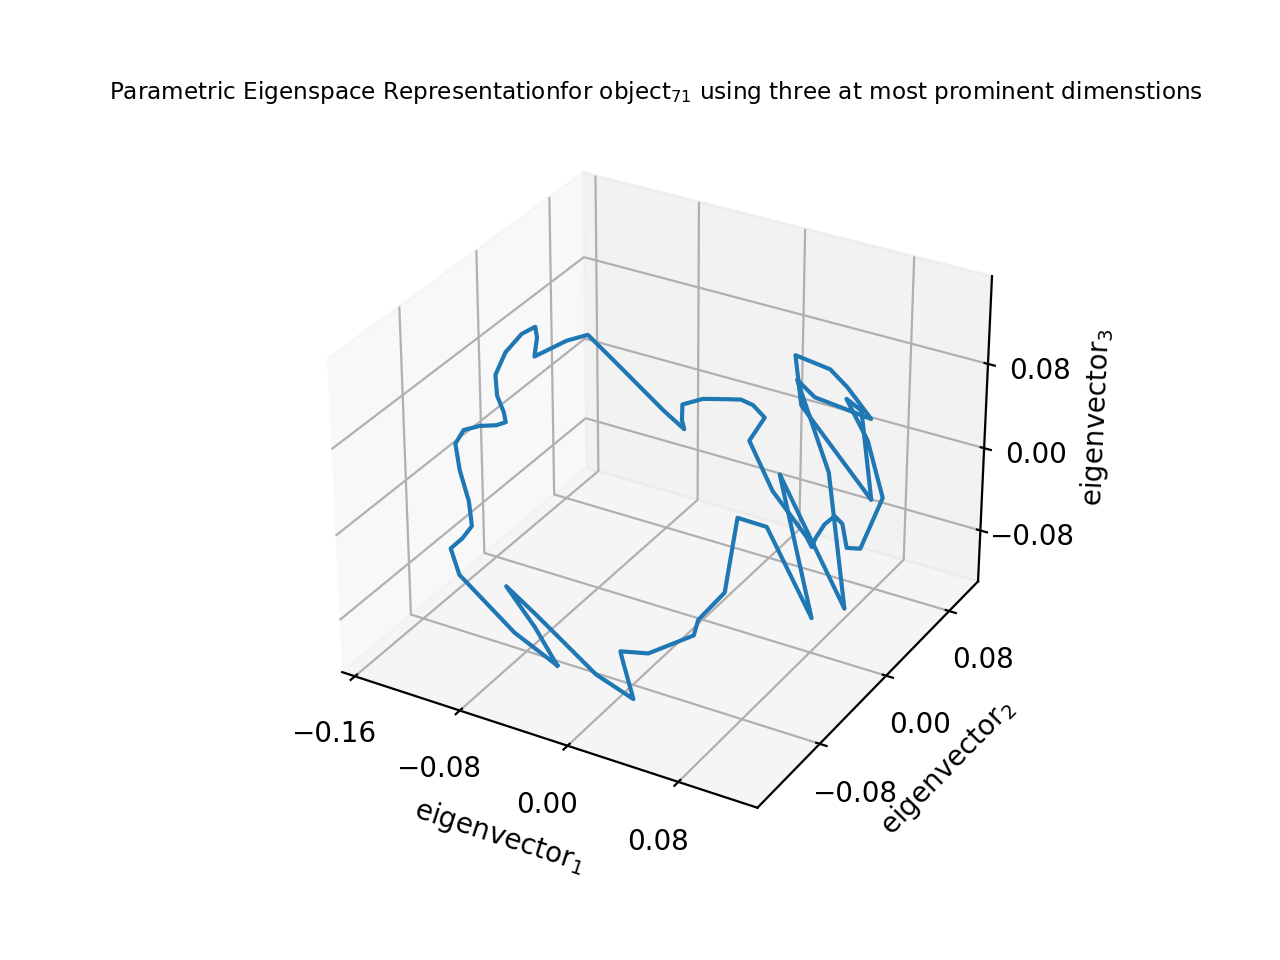 Parametric Eigenspace Representationfor object₇₁ using three at most prominent dimenstions
0.08
0.00
−0.08
eigenvector₃
0.08
0.00
−0.08
eigenvector₂
−0.16
−0.08
0.00
0.08
eigenvector₁